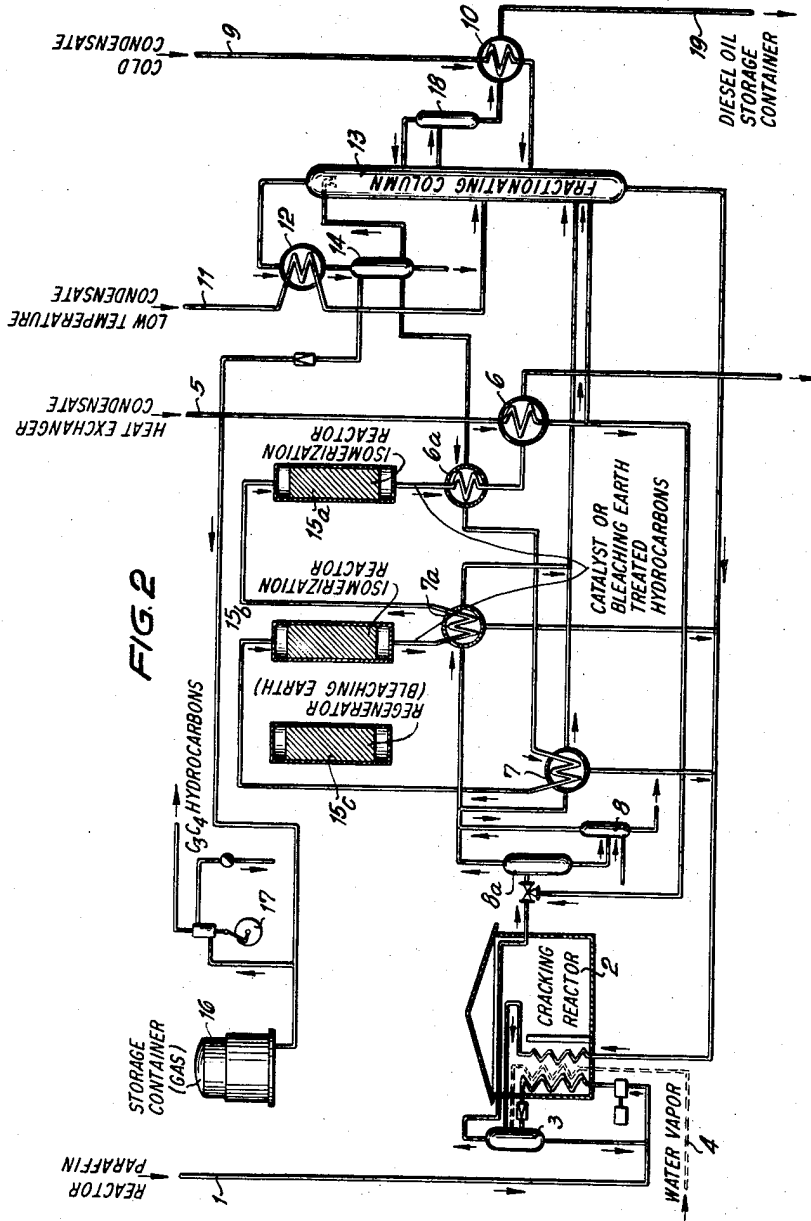 FIG. 2
REACTOR
PARAFFIN
1
STORAGE
CONTAINER
(GAS)
16
17
C3C4 HYDROCARBONS
HEAT EXCHANGER
CONDENSATE
5
LOW TEMPERATURE
CONDENSATE
11
COLD
CONDENSATE
9
12
14
13
FRACTIONATING COLUMN
18
10
19
DIESEL OIL
STORAGE
CONTAINER
15c
REGENERATOR
(BLEACHING EARTH)
15b
ISOMERIZATION
REACTOR
15a
ISOMERIZATION
REACTOR
7a
6a
6
7
CATALYST OR
BLEACHING EARTH
TREATED
HYDROCARBONS
8a
8
CRACKING
REACTOR
2
3
WATER VAPOR
4